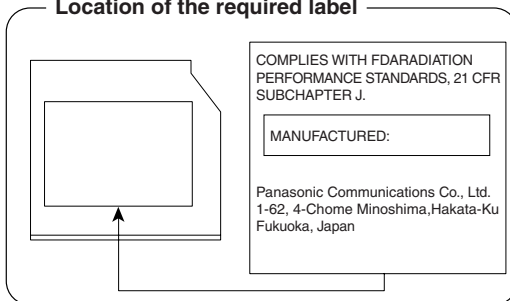 Location of the required label
COMPLIES WITH FDARADIATION
PERFORMANCE STANDARDS, 21 CFR
SUBCHAPTER J.
MANUFACTURED:
Panasonic Communications Co., Ltd.
1-62, 4-Chome Minoshima,Hakata-Ku
Fukuoka, Japan